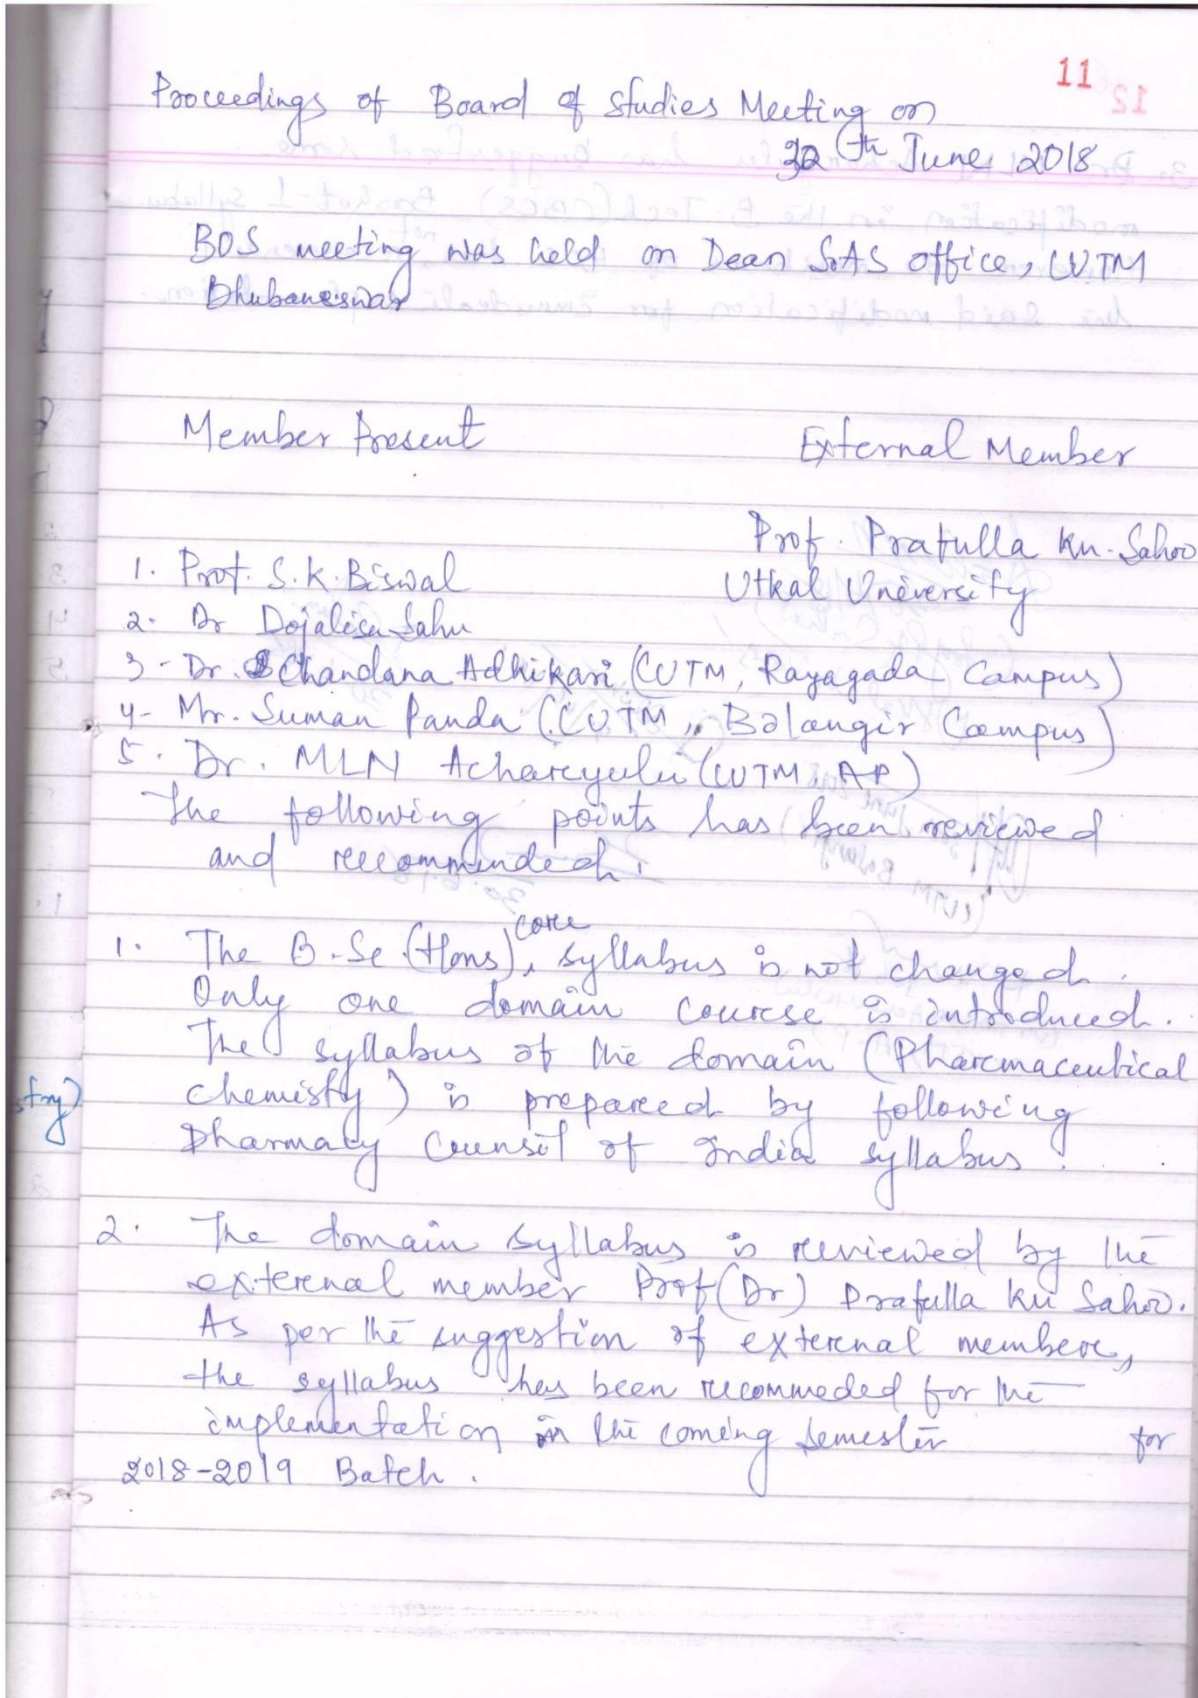 11
Proceedings of Board of Studies Meeting on
30th June 2018
BOS meeting was held on Dean SoAS office, CUTM
Bhubaneswar
Member Present
External Member
Prof. Prafulla Ku. Sahoo
Utkal University
1. Prof. S.K. Biswal
2. Dr Dojalisa Sahu
3- Dr. Chandana Adhikari (CUTM, Rayagada Campus)
4- Mr. Suman Panda (CUTM, Balangir Campus)
5. Dr. MLN Acharyulu (CUTM AP)
The following points has been reviewed
and recommended.
1. The B.Sc. (Hons) core syllabus is not changed.
Only one domain course is introduced.
The syllabus of the domain (Pharmaceutical
Chemisty) is prepared by following
Pharmacy Counsil of India syllabus.
stry)
2. The domain syllabus is reviewed by the
external member Prof (Dr) Prafulla Ku Sahoo.
As per the suggestion of external member,
the syllabus has been recommeded for the
implementation in the coming semester for
2018-2019 Batch.